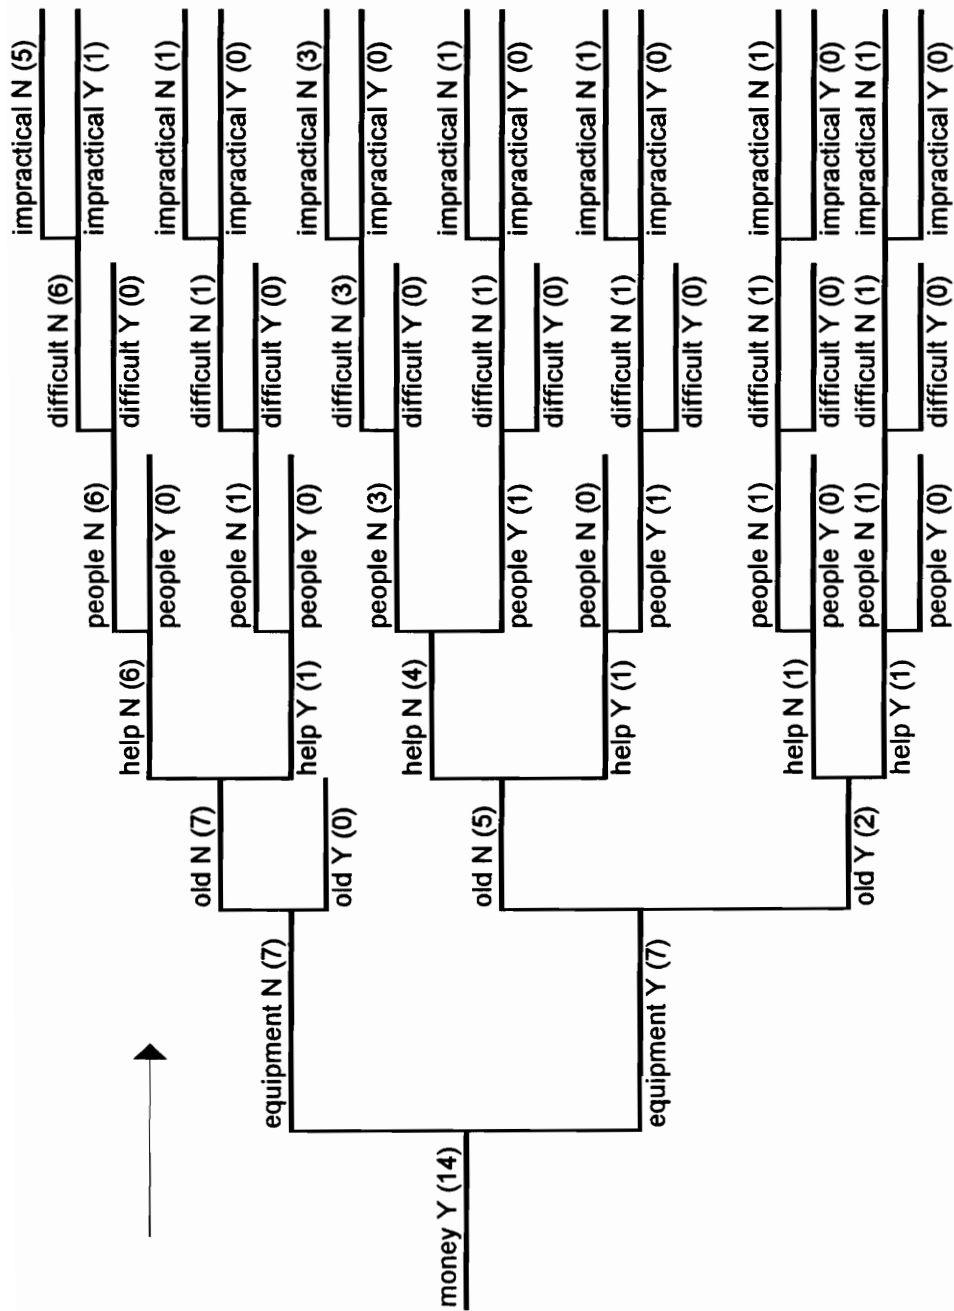 money Y (14)
equipment N (7)
equipment Y (7)
old N (7)
old Y (0)
old N (5)
old Y (2)
help N (6)
help Y (1)
help N (4)
help Y (1)
help N (1)
help Y (1)
people N (6)
people Y (0)
people N (1)
people Y (0)
people N (3)
people Y (1)
people N (0)
people Y (1)
people N (1)
people Y (0)
people N (1)
people Y (0)
difficult N (6)
difficult Y (0)
difficult N (1)
difficult Y (0)
difficult N (3)
difficult Y (0)
difficult N (1)
difficult Y (0)
difficult N (1)
difficult Y (0)
difficult N (1)
difficult Y (0)
difficult N (1)
difficult Y (0)
impractical N (5)
impractical Y (1)
impractical N (1)
impractical Y (0)
impractical N (3)
impractical Y (0)
impractical N (1)
impractical Y (0)
impractical N (1)
impractical Y (0)
impractical N (1)
impractical Y (0)
impractical N (1)
impractical Y (0)